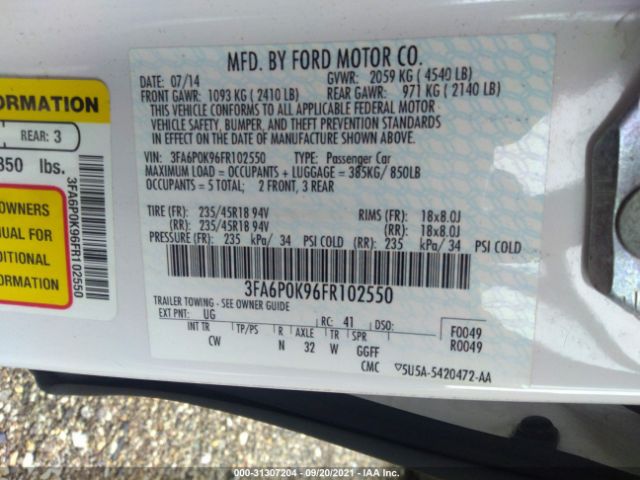 MFD. BY FORD MOTOR CO.
DATE: 07/14 GVWR: 2059 KG ( 4540 LB)
FRONT GAWR: 1093 KG ( 2410 LB) REAR GAWR: 971 KG ( 2140 LB)
THIS VEHICLE CONFORMS TO ALL APPLICABLE FEDERAL MOTOR
VEHICLE SAFETY, BUMPER, AND THEFT PREVENTION STANDARDS
IN EFFECT ON THE DATE OF MANUFACTURE SHOWN ABOVE.
VIN: 3FA6P0K96FR102550 TYPE: Passenger Car
MAXIMUM LOAD = OCCUPANTS + LUGGAGE = 385KG/ 850LB
OCCUPANTS = 5 TOTAL; 2 FRONT, 3 REAR
TIRE (FR): 235/45R18 94V RIMS (FR): 18x8.0J
(RR): 235/45R18 94V (RR): 18x8.0J
PRESSURE (FR): 235 kPa/ 34 PSI COLD (RR): 235 kPa/ 34 PSI COLD
3FA6P0K96FR102550
TRAILER TOWING - SEE OWNER GUIDE
EXT PNT: UG RC: 41 DSO: F0049
R0049
INT TR TP/PS R AXLE TR SPR
CW N 32 W GGFF
CMC ▽5U5A-5420472-AA
FORMATION
REAR: 3
850 lbs.
OWNERS
NUAL FOR
DITIONAL
ORMATION
3FA6P0K96FR102550
000-31307204 - 09/20/2021 - IAA Inc.